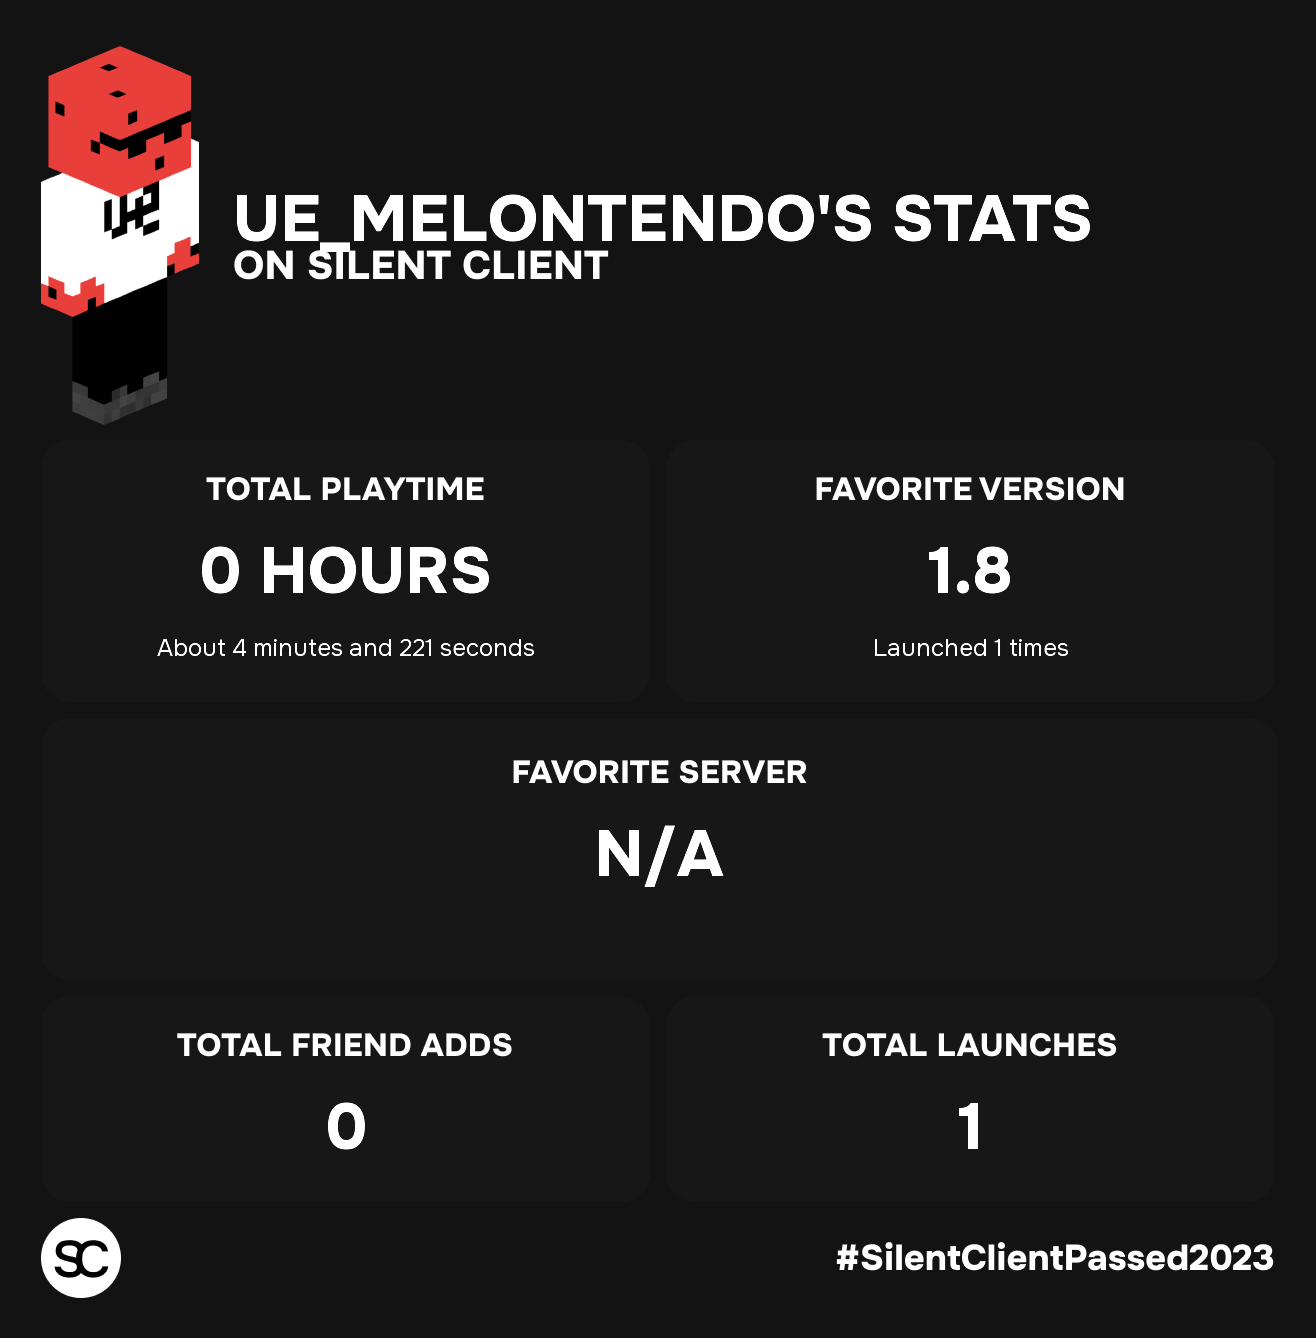 UE_MELONTENDO'S STATS
ON SILENT CLIENT
TOTAL PLAYTIME
0 HOURS
About 4 minutes and 221 seconds
FAVORITE VERSION
1.8
Launched 1 times
FAVORITE SERVER
N/A
TOTAL FRIEND ADDS
0
TOTAL LAUNCHES
1
SC
#SilentClientPassed2023